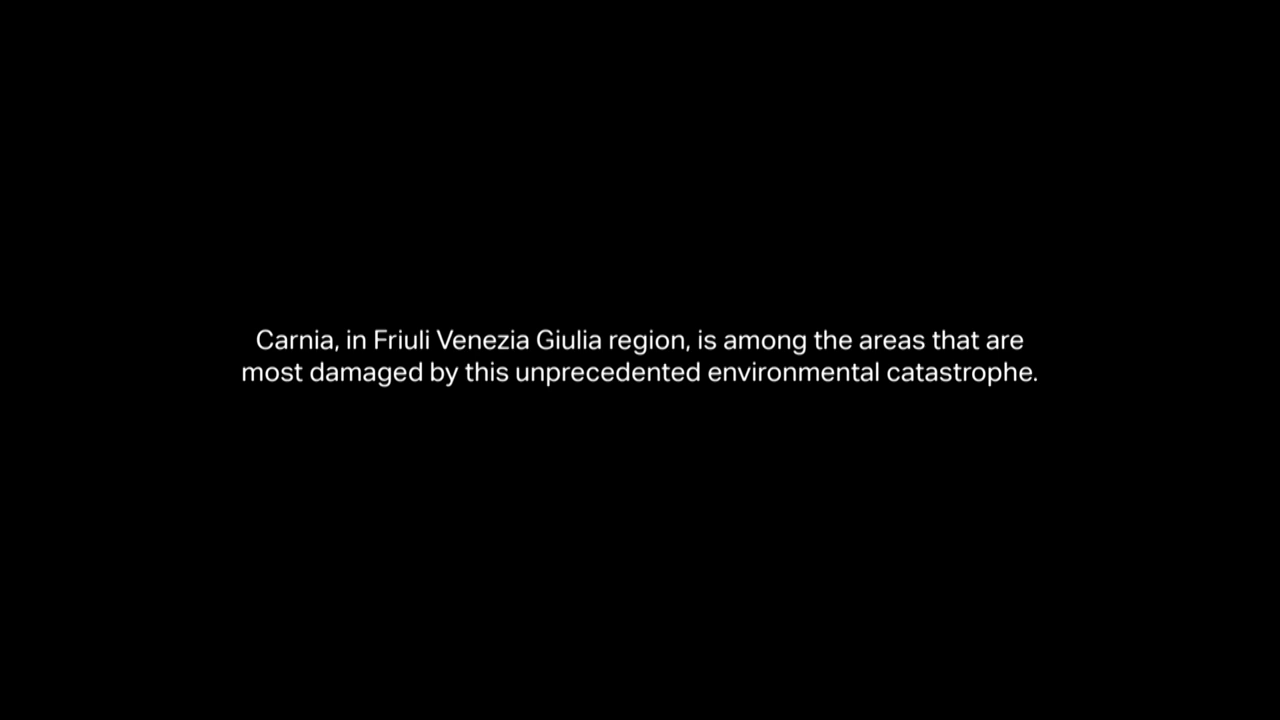 Carnia, in Friuli Venezia Giulia region, is among the areas that are
most damaged by this unprecedented environmental catastrophe.